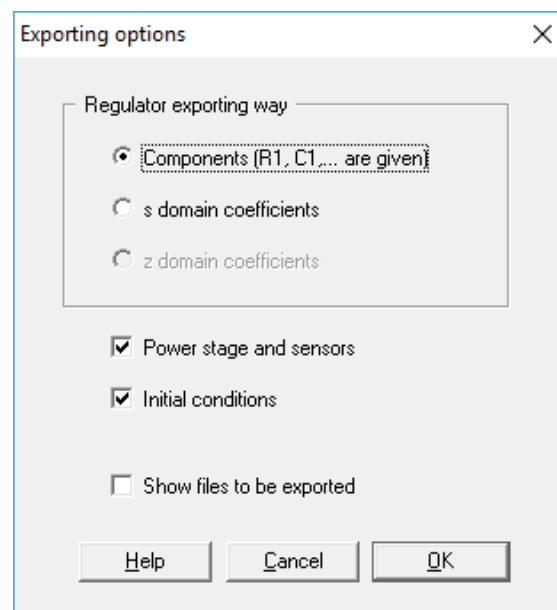 Exporting options
Regulator exporting way
Components (R1, C1,... are given)
s domain coefficients
z domain coefficients
Power stage and sensors
Initial conditions
Show files to be exported
Help Cancel OK